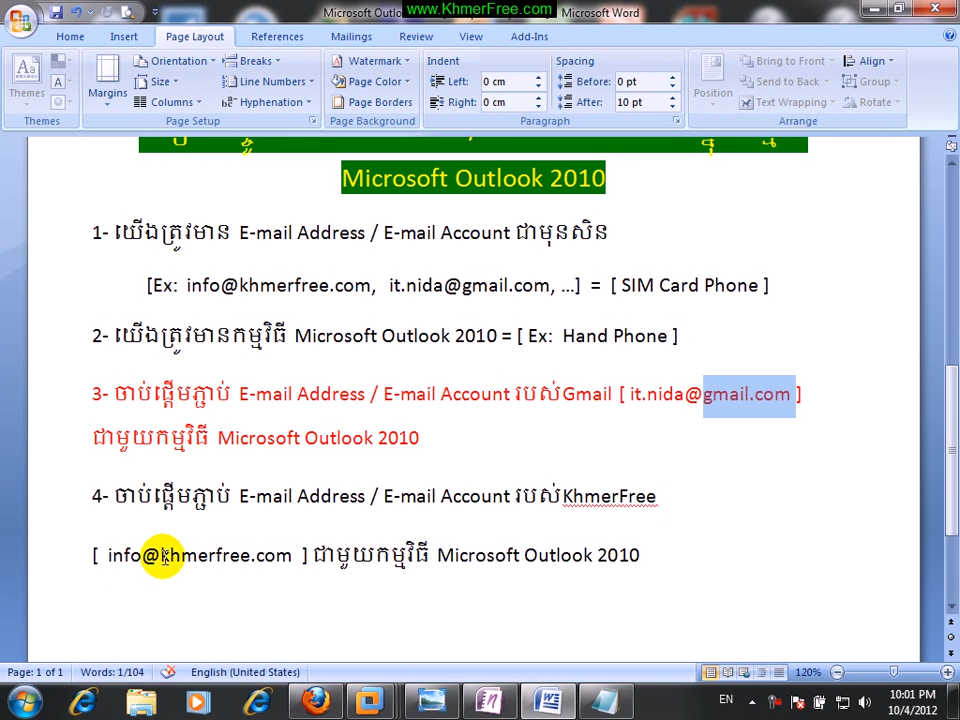 www.KhmerFree.com
Microsoft Outlo
Microsoft Word
Home Insert Page Layout References Mailings Review View Add-Ins
Themes
Margins
Orientation
Size
Columns
Breaks
Line Numbers
Hyphenation
Watermark
Page Color
Page Borders
Indent
Left: 0 cm
Right: 0 cm
Spacing
Before: 0 pt
After: 10 pt
Position
Bring to Front
Send to Back
Text Wrapping
Align
Group
Rotate
Themes Page Setup Page Background Paragraph Arrange
Microsoft Outlook 2010
1- យើងត្រូវមាន E-mail Address / E-mail Account ជាមុនសិន
[Ex: info@khmerfree.com, it.nida@gmail.com, ...] = [ SIM Card Phone ]
2- យើងត្រូវមានកម្មវិធី Microsoft Outlook 2010 = [ Ex: Hand Phone ]
3- ចាប់ផ្តើមភ្ជាប់ E-mail Address / E-mail Account របស់Gmail [ it.nida@gmail.com ]
ជាមួយកម្មវិធី Microsoft Outlook 2010
4- ចាប់ផ្តើមភ្ជាប់ E-mail Address / E-mail Account របស់KhmerFree
[ info@khmerfree.com ] ជាមួយកម្មវិធី Microsoft Outlook 2010
Page: 1 of 1 Words: 1/104 English (United States) 120%
EN 10:01 PM
10/4/2012